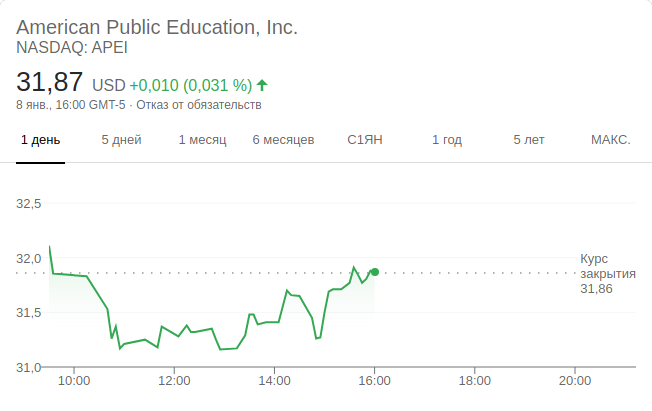 American Public Education, Inc.
NASDAQ: APEI
31,87 USD +0,010 (0,031 %)
8 янв., 16:00 GMT-5 · Отказ от обязательств
1 день 5 дней 1 месяц 6 месяцев С1ЯН 1 год 5 лет МАКС.
32,5
32,0
31,5
31,0
Курс
закрытия
31,86
10:00 12:00 14:00 16:00 18:00 20:00